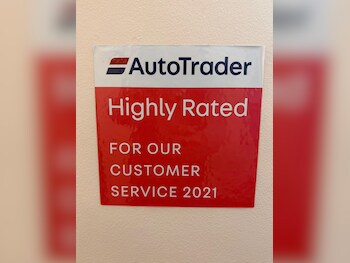 AutoTrader
Highly Rated
FOR OUR
CUSTOMER
SERVICE 2021